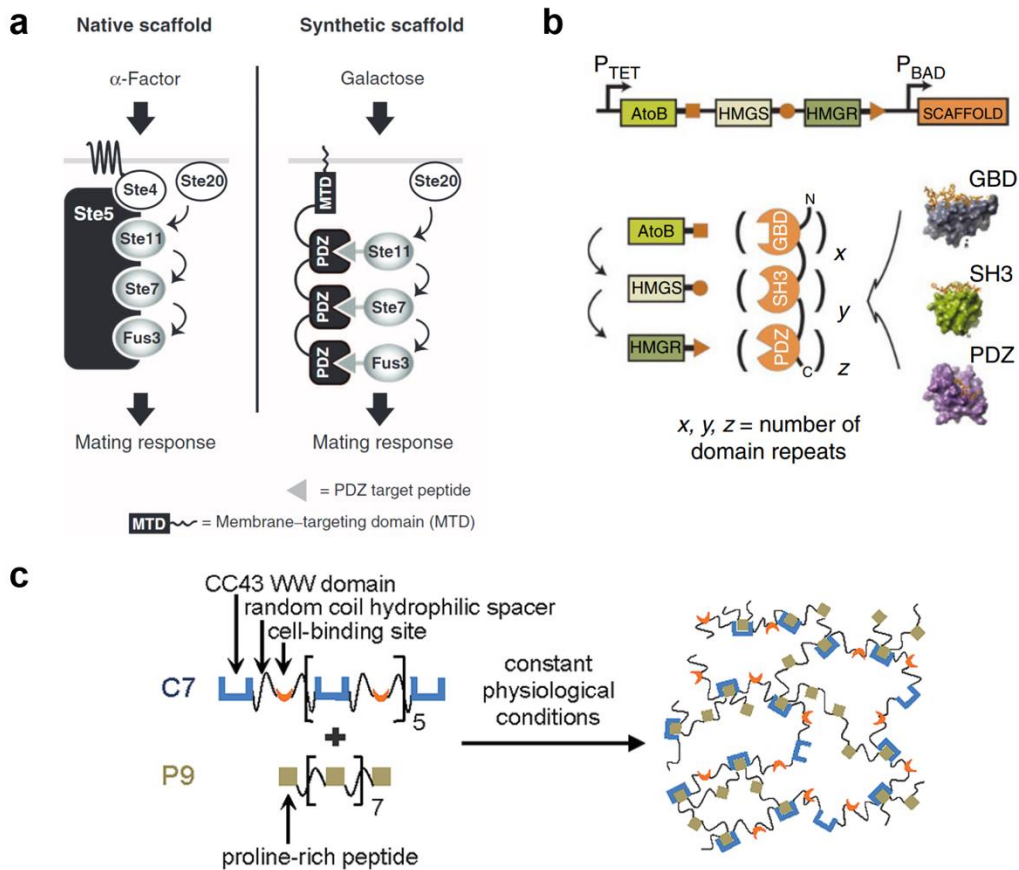 a
Native scaffold
Synthetic scaffold
α-Factor
Galactose
Ste4
Ste20
Ste5
Ste11
Ste7
Fus3
MTD
Ste20
PDZ
Ste11
PDZ
Ste7
PDZ
Fus3
Mating response
Mating response
= PDZ target peptide
MTD = Membrane–targeting domain (MTD)
b
PTET
PBAD
AtoB
HMGS
HMGR
SCAFFOLD
AtoB
HMGS
HMGR
N
GBD
x
SH3
y
PDZ
z
C
GBD
SH3
PDZ
x, y, z = number of
domain repeats
c
CC43 WW domain
random coil hydrophilic spacer
cell-binding site
C7
5
+
P9
7
proline-rich peptide
constant
physiological
conditions